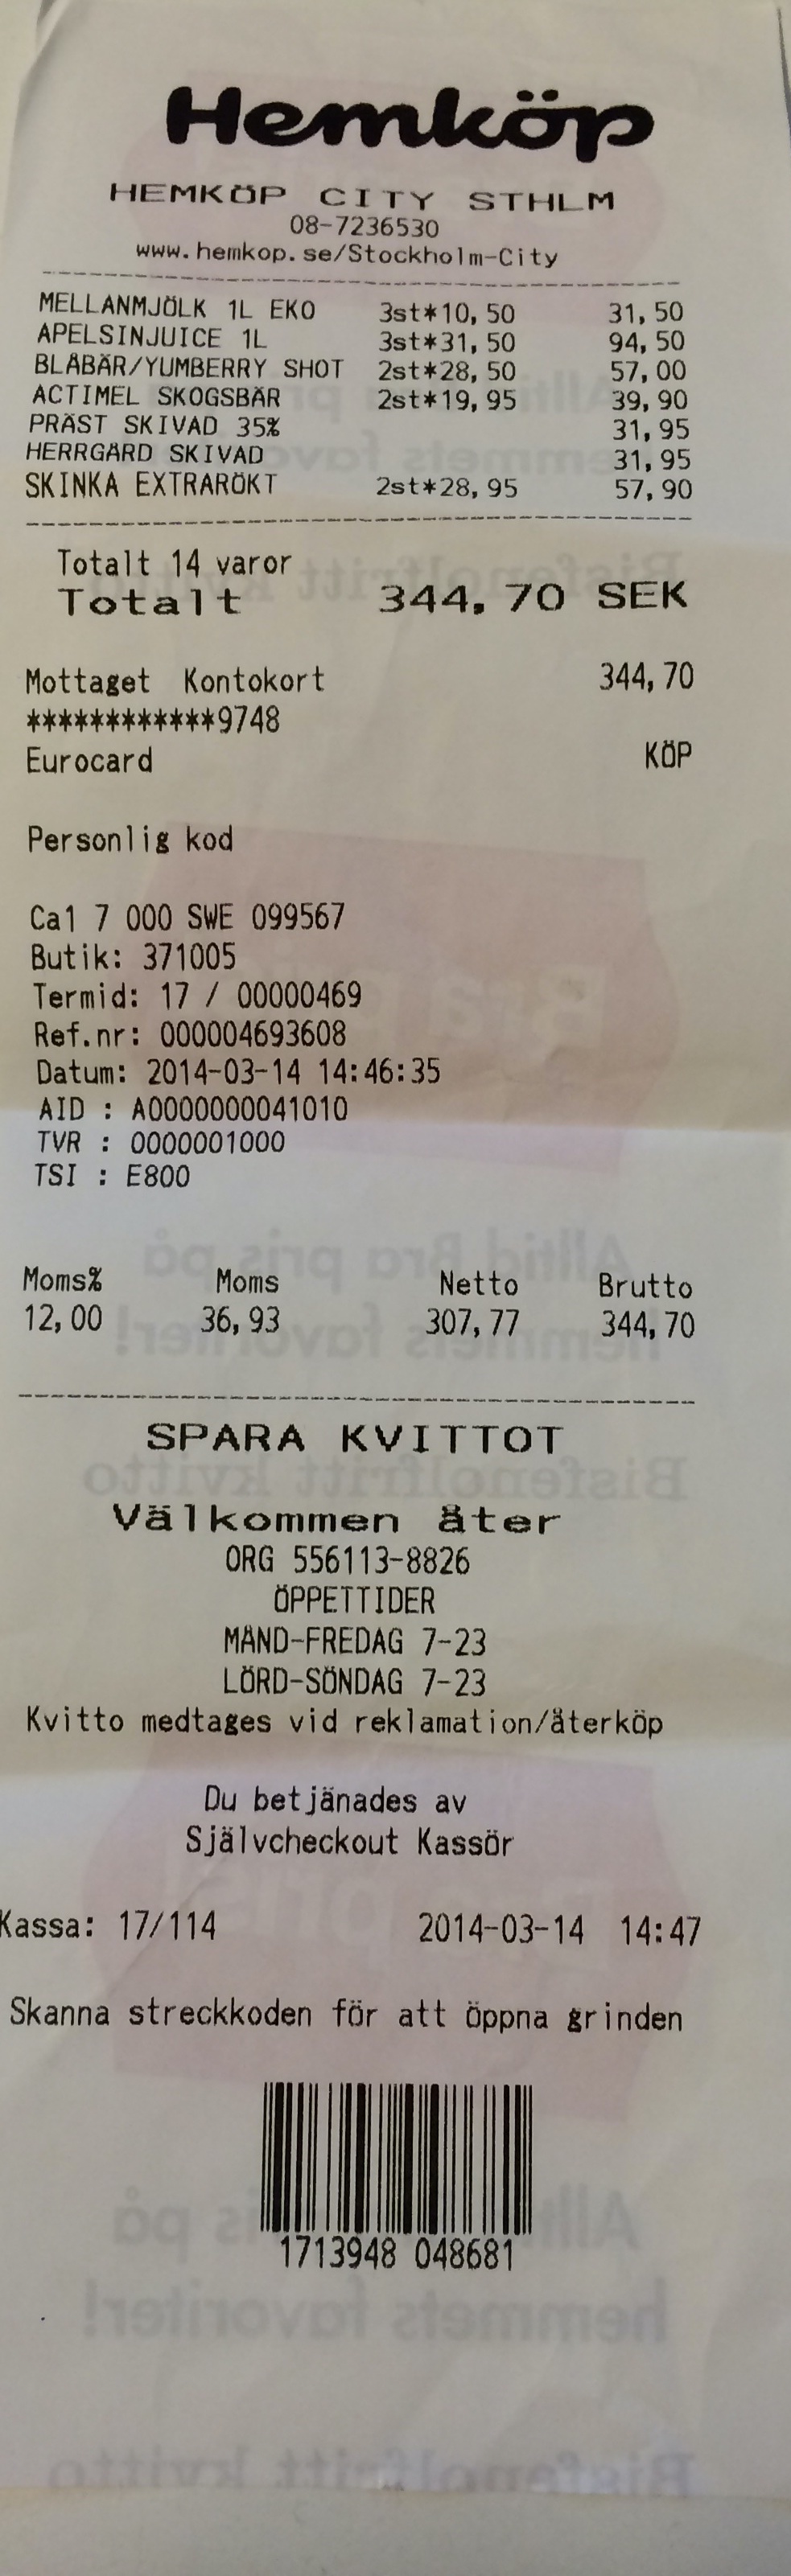 Hemköp
HEMKÖP CITY STHLM
08-7236530
www.hemkop.se/Stockholm-City
MELLANMJÖLK 1L EKO 3st*10,50 31,50
APELSINJUICE 1L 3st*31,50 94,50
BLÅBÄR/YUMBERRY SHOT 2st*28,50 57,00
ACTIMEL SKOGSBÄR 2st*19,95 39,90
PRÄST SKIVAD 35% 31,95
HERRGÅRD SKIVAD 31,95
SKINKA EXTRARÖKT 2st*28,95 57,90
Totalt 14 varor
Totalt 344,70 SEK
Mottaget Kontokort 344,70
************9748
Eurocard KÖP
Personlig kod
Ca1 7 000 SWE 099567
Butik: 371005
Termid: 17 / 00000469
Ref.nr: 000004693608
Datum: 2014-03-14 14:46:35
AID : A0000000041010
TVR : 0000001000
TSI : E800
Moms% Moms Netto Brutto
12,00 36,93 307,77 344,70
SPARA KVITTOT
Välkommen åter
ORG 556113-8826
ÖPPETTIDER
MÅND-FREDAG 7-23
LÖRD-SÖNDAG 7-23
Kvitto medtages vid reklamation/återköp
Du betjänades av
Självcheckout Kassör
Kassa: 17/114 2014-03-14 14:47
Skanna streckkoden för att öppna grinden
1713948 048681